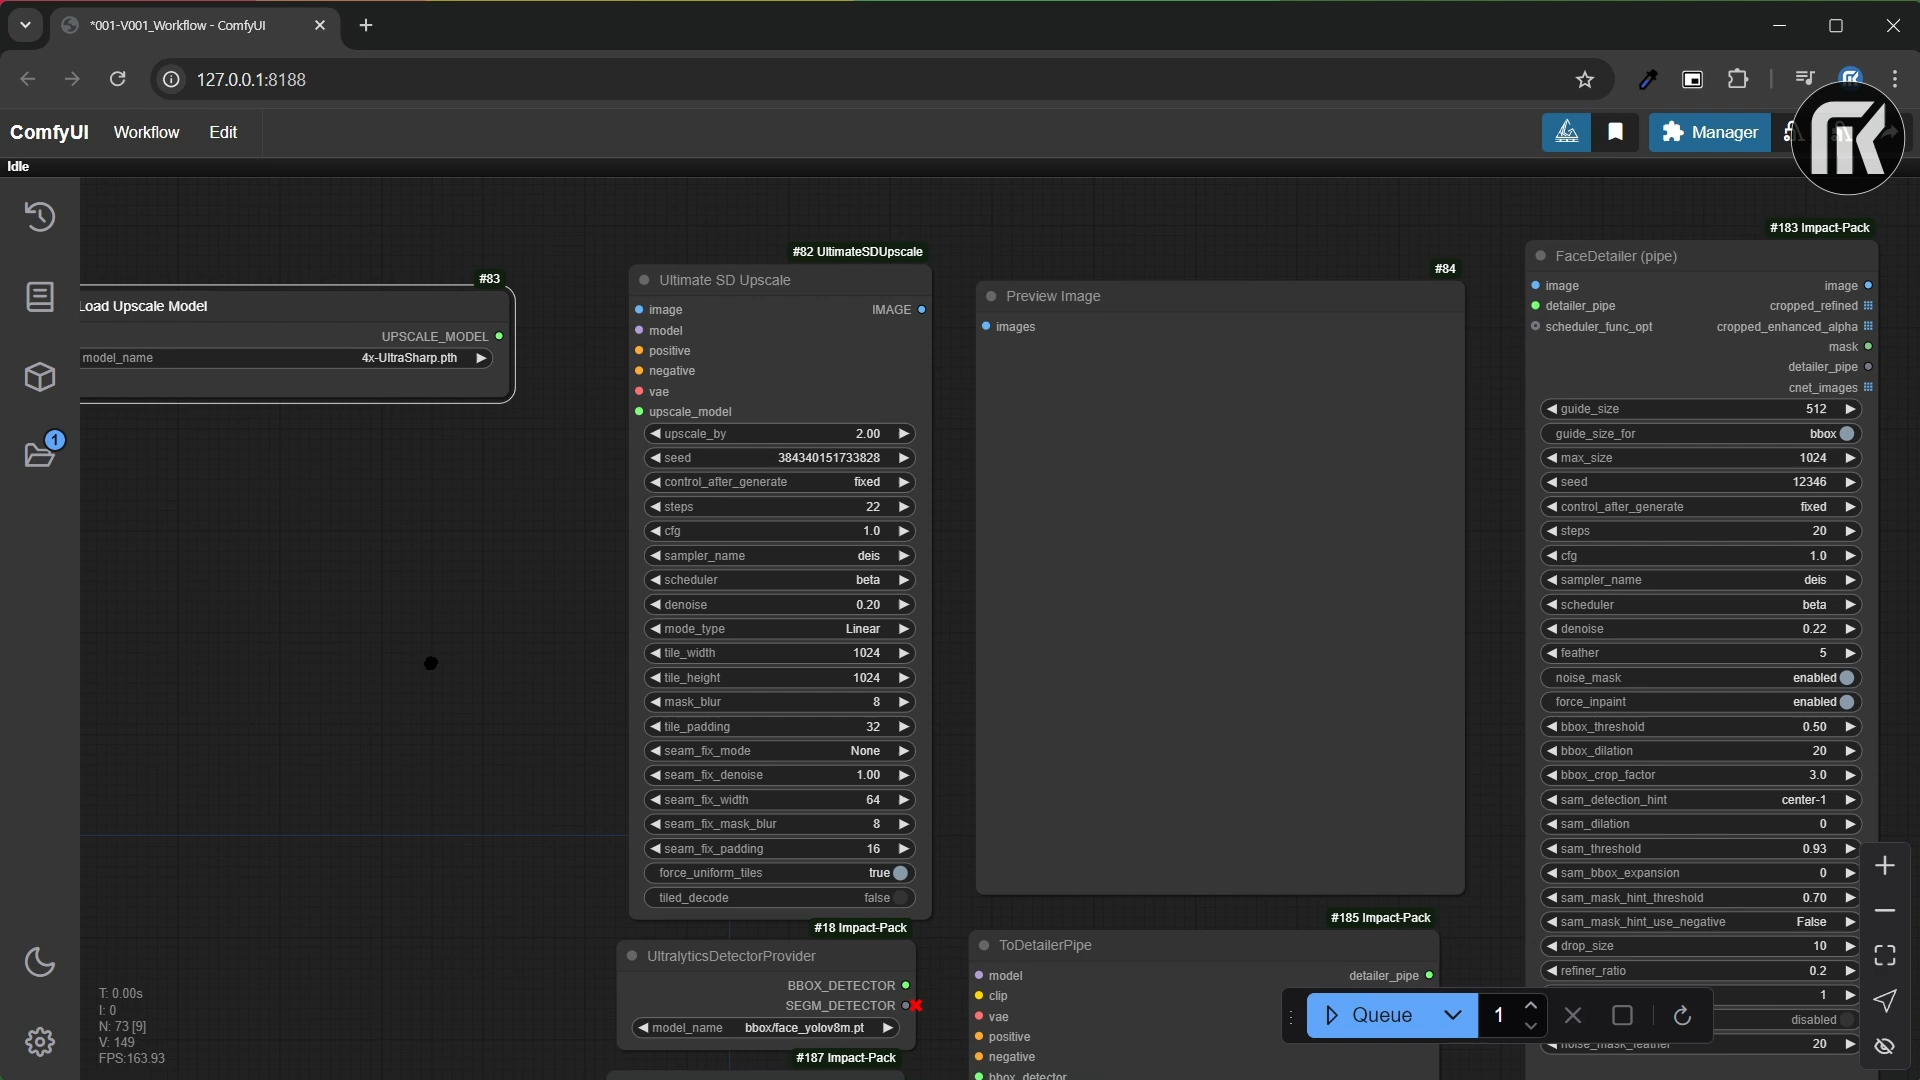 *001-V001_Workflow - ComfyUI
127.0.0.1:8188
ComfyUI
Workflow
Edit
Manager
Idle
#83
Load Upscale Model
UPSCALE_MODEL
model_name 4x-UltraSharp.pth
#82 UltimateSDUpscale
Ultimate SD Upscale
image IMAGE
model
positive
negative
vae
upscale_model
upscale_by 2.00
seed 384340151733828
control_after_generate fixed
steps 22
cfg 1.0
sampler_name deis
scheduler beta
denoise 0.20
mode_type Linear
tile_width 1024
tile_height 1024
mask_blur 8
tile_padding 32
seam_fix_mode None
seam_fix_denoise 1.00
seam_fix_width 64
seam_fix_mask_blur 8
seam_fix_padding 16
force_uniform_tiles true
tiled_decode false
#84
Preview Image
images
#183 Impact-Pack
FaceDetailer (pipe)
image image
detailer_pipe cropped_refined
scheduler_func_opt cropped_enhanced_alpha
mask
detailer_pipe
cnet_images
guide_size 512
guide_size_for bbox
max_size 1024
seed 12346
control_after_generate fixed
steps 20
cfg 1.0
sampler_name deis
scheduler beta
denoise 0.22
feather 5
noise_mask enabled
force_inpaint enabled
bbox_threshold 0.50
bbox_dilation 20
bbox_crop_factor 3.0
sam_detection_hint center-1
sam_dilation 0
sam_threshold 0.93
sam_bbox_expansion 0
sam_mask_hint_threshold 0.70
sam_mask_hint_use_negative False
drop_size 10
refiner_ratio 0.2
1
disabled
noise_mask_feather 20
#18 Impact-Pack
UltralyticsDetectorProvider
BBOX_DETECTOR
SEGM_DETECTOR
model_name bbox/face_yolov8m.pt
#187 Impact-Pack
#185 Impact-Pack
ToDetailerPipe
model detailer_pipe
clip
vae
positive
negative
bbox_detector
Queue
1
1
T: 0.00s
I: 0
N: 73 [9]
V: 149
FPS:163.93